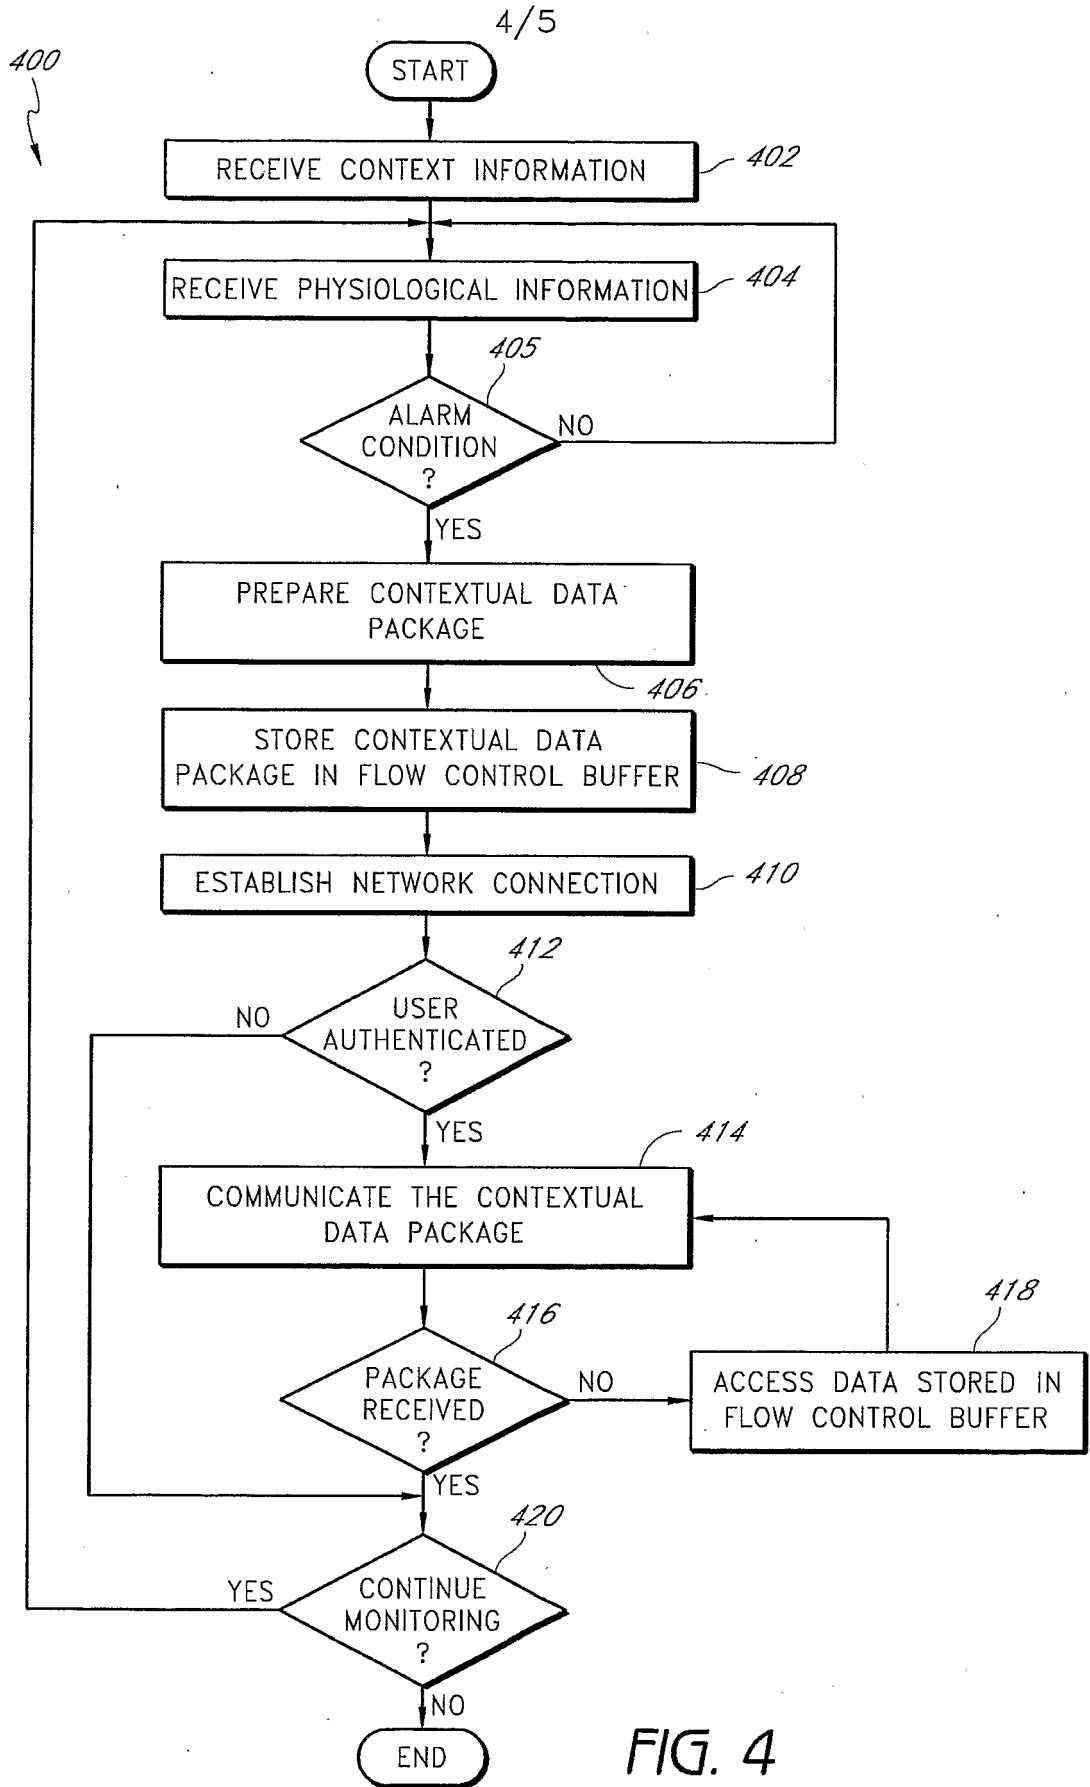 4/5
400
START
RECEIVE CONTEXT INFORMATION
402
RECEIVE PHYSIOLOGICAL INFORMATION
404
405
ALARM
CONDITION
?
NO
YES
PREPARE CONTEXTUAL DATA
PACKAGE
406
STORE CONTEXTUAL DATA
PACKAGE IN FLOW CONTROL BUFFER
408
ESTABLISH NETWORK CONNECTION
410
412
USER
AUTHENTICATED
?
NO
YES
414
COMMUNICATE THE CONTEXTUAL
DATA PACKAGE
416
PACKAGE
RECEIVED
?
NO
418
ACCESS DATA STORED IN
FLOW CONTROL BUFFER
YES
420
CONTINUE
MONITORING
?
YES
NO
END
FIG. 4